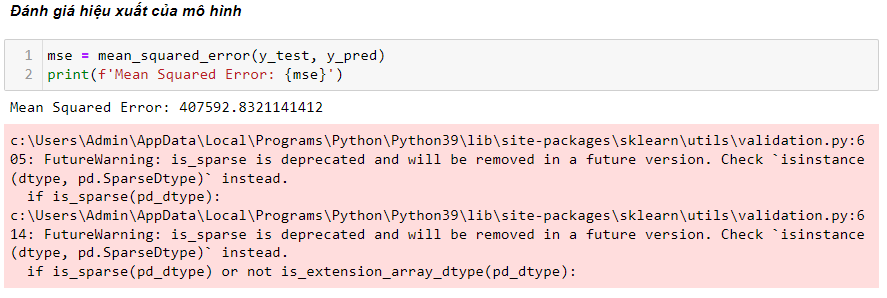 Đánh giá hiệu xuất của mô hình
1 mse = mean_squared_error(y_test, y_pred)
2 print(f'Mean Squared Error: {mse}')
Mean Squared Error: 407592.8321141412
c:\Users\Admin\AppData\Local\Programs\Python\Python39\lib\site-packages\sklearn\utils\validation.py:6
05: FutureWarning: is_sparse is deprecated and will be removed in a future version. Check `isinstance
(dtype, pd.SparseDtype)` instead.
  if is_sparse(pd_dtype):
c:\Users\Admin\AppData\Local\Programs\Python\Python39\lib\site-packages\sklearn\utils\validation.py:6
14: FutureWarning: is_sparse is deprecated and will be removed in a future version. Check `isinstance
(dtype, pd.SparseDtype)` instead.
  if is_sparse(pd_dtype) or not is_extension_array_dtype(pd_dtype):